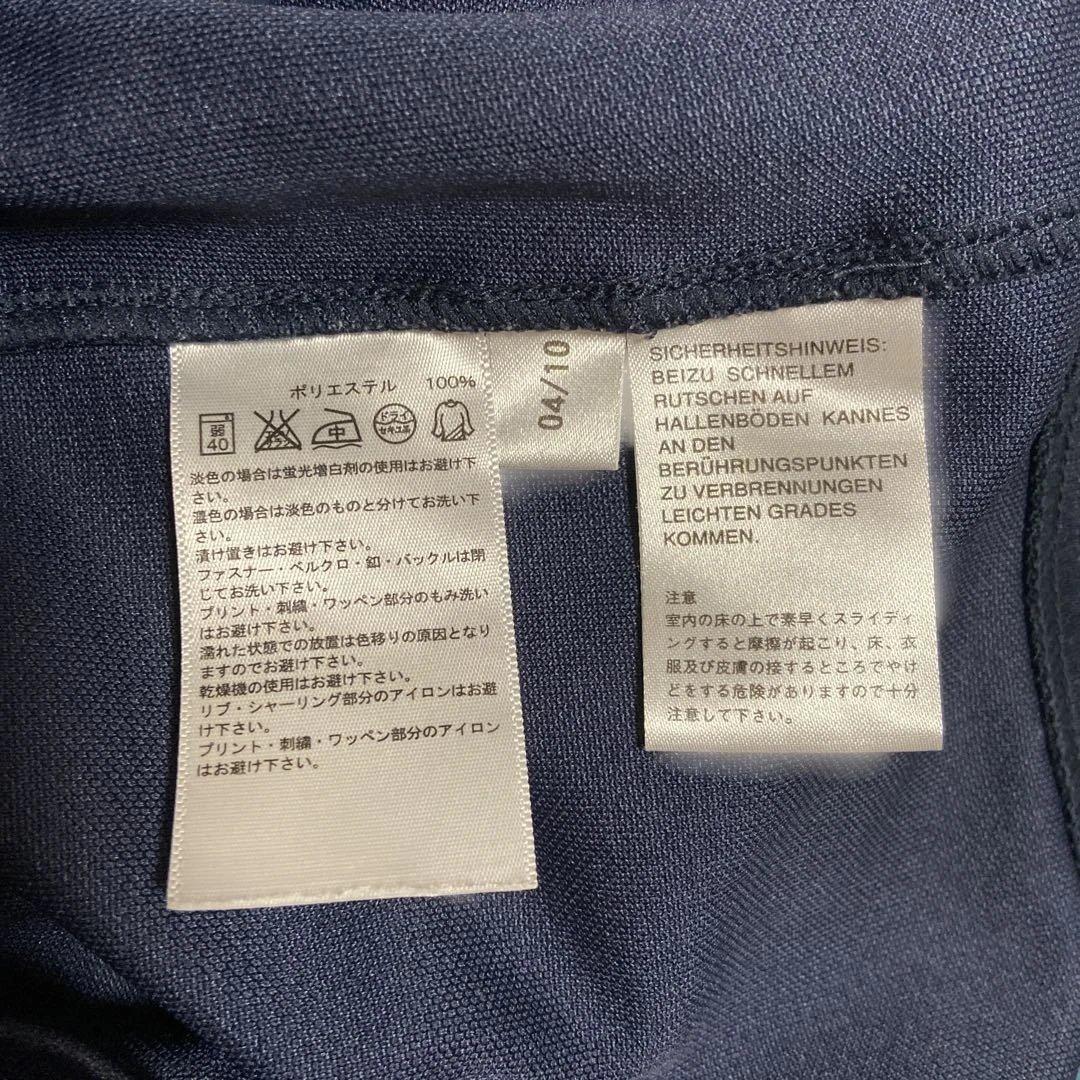 ポリエステル 100%
弱
40
中
ドライ
セキユ系
淡色の場合は蛍光増白剤の使用はお避け下
さい。
濃色の場合は淡色のものと分けてお洗い下
さい。
漬け置きはお避け下さい。
ファスナー・ベルクロ・釦・バックルは閉
じてお洗い下さい。
プリント・刺繍・ワッペン部分のもみ洗い
はお避け下さい。
濡れた状態での放置は色移りの原因となり
ますのでお避け下さい。
乾燥機の使用はお避け下さい。
リブ・シャーリング部分のアイロンはお避
け下さい。
プリント・刺繍・ワッペン部分のアイロン
はお避け下さい。
04/10
SICHERHEITSHINWEIS:
BEIZU SCHNELLEM
RUTSCHEN AUF
HALLENBÖDEN KANNES
AN DEN
BERÜHRUNGSPUNKTEN
ZU VERBRENNUNGEN
LEICHTEN GRADES
KOMMEN.
注意
室内の床の上で素早くスライディ
ングすると摩擦が起こり、床、衣
服及び皮膚の接するところでやけ
どをする危険がありますので十分
注意して下さい。